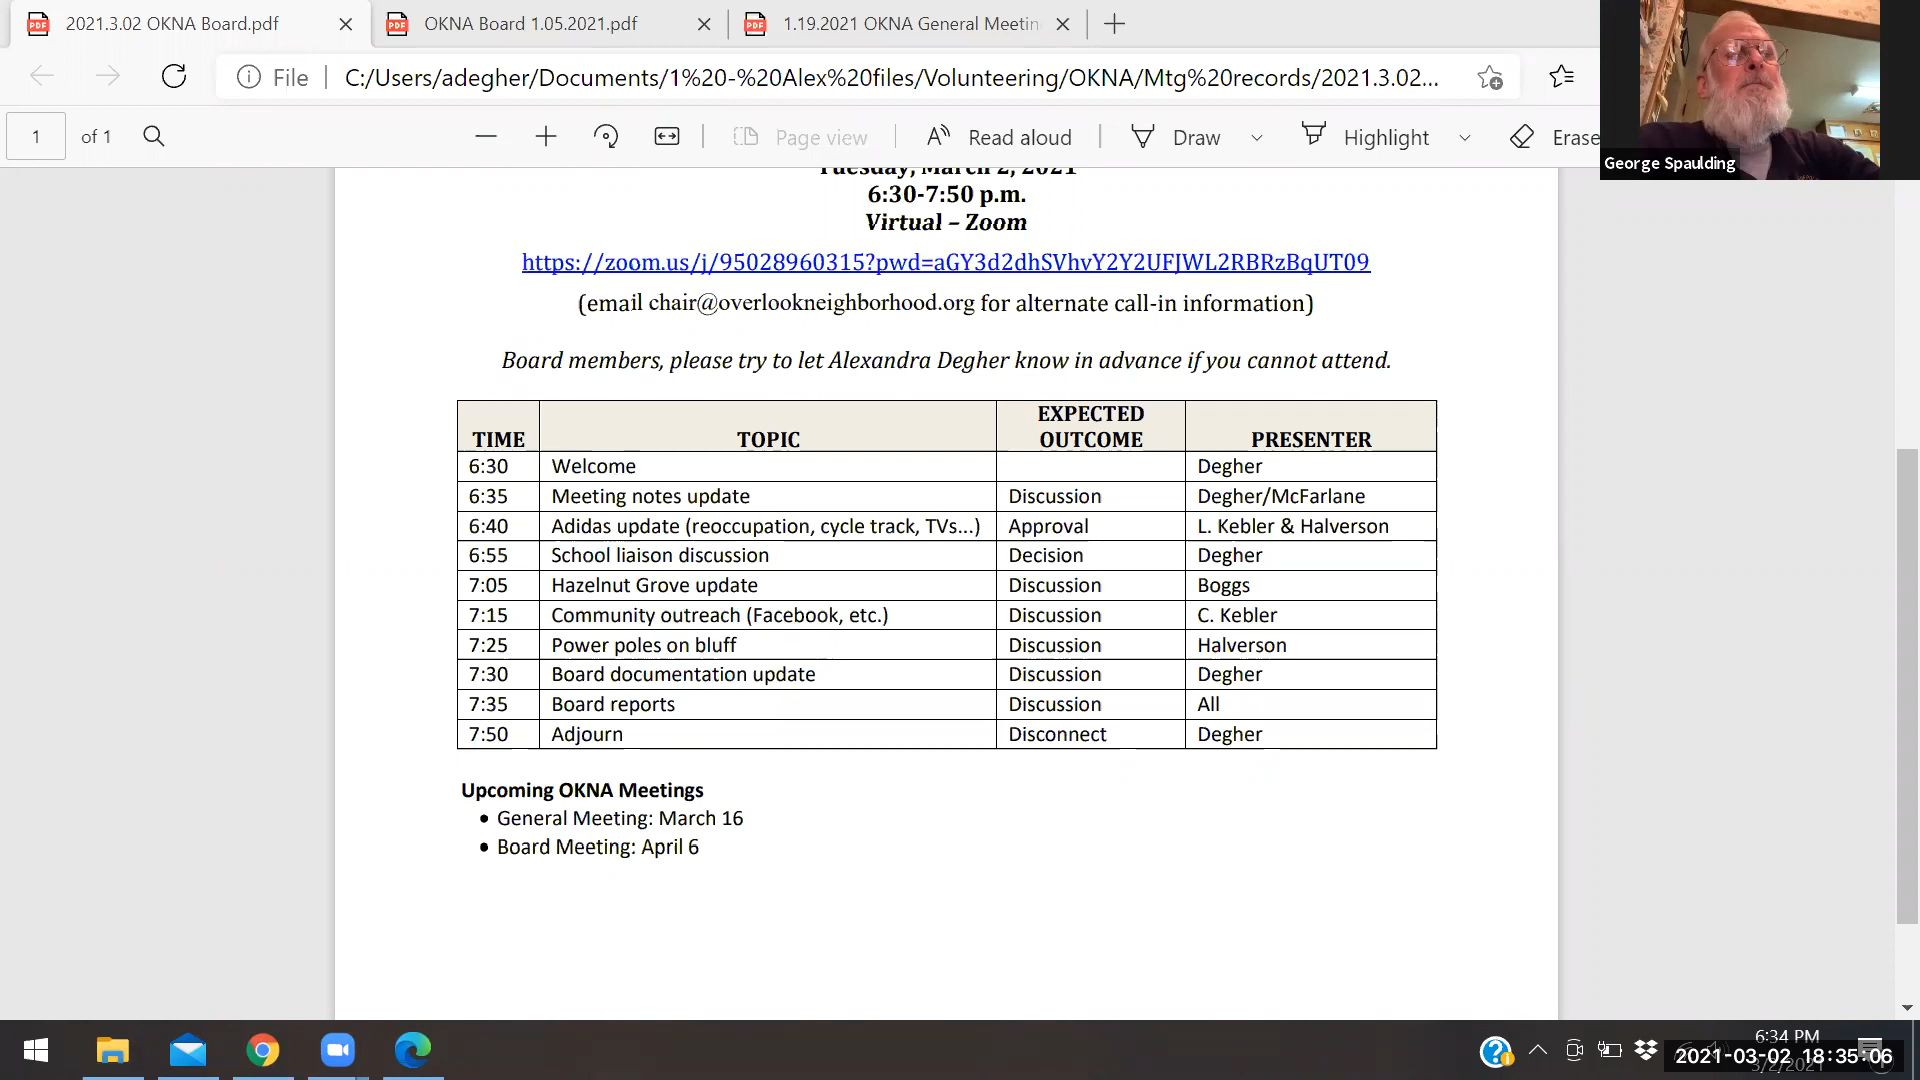 2021.3.02 OKNA Board.pdf
OKNA Board 1.05.2021.pdf
1.19.2021 OKNA General Meetin
File
C:/Users/adegher/Documents/1%20-%20Alex%20files/Volunteering/OKNA/Mtg%20records/2021.3.02...
1 of 1
Page view
Read aloud
Draw
Highlight
Erase
George Spaulding
Tuesday, March 2, 2021
6:30-7:50 p.m.
Virtual – Zoom
https://zoom.us/j/95028960315?pwd=aGY3d2dhSVhvY2Y2UFJWL2RBRzBqUT09
(email chair@overlookneighborhood.org for alternate call-in information)
Board members, please try to let Alexandra Degher know in advance if you cannot attend.
TIME TOPIC EXPECTED OUTCOME PRESENTER
6:30 Welcome Degher
6:35 Meeting notes update Discussion Degher/McFarlane
6:40 Adidas update (reoccupation, cycle track, TVs...) Approval L. Kebler & Halverson
6:55 School liaison discussion Decision Degher
7:05 Hazelnut Grove update Discussion Boggs
7:15 Community outreach (Facebook, etc.) Discussion C. Kebler
7:25 Power poles on bluff Discussion Halverson
7:30 Board documentation update Discussion Degher
7:35 Board reports Discussion All
7:50 Adjourn Disconnect Degher
Upcoming OKNA Meetings
• General Meeting: March 16
• Board Meeting: April 6
6:34 PM
3/2/2021
2021-03-02 18:35:06